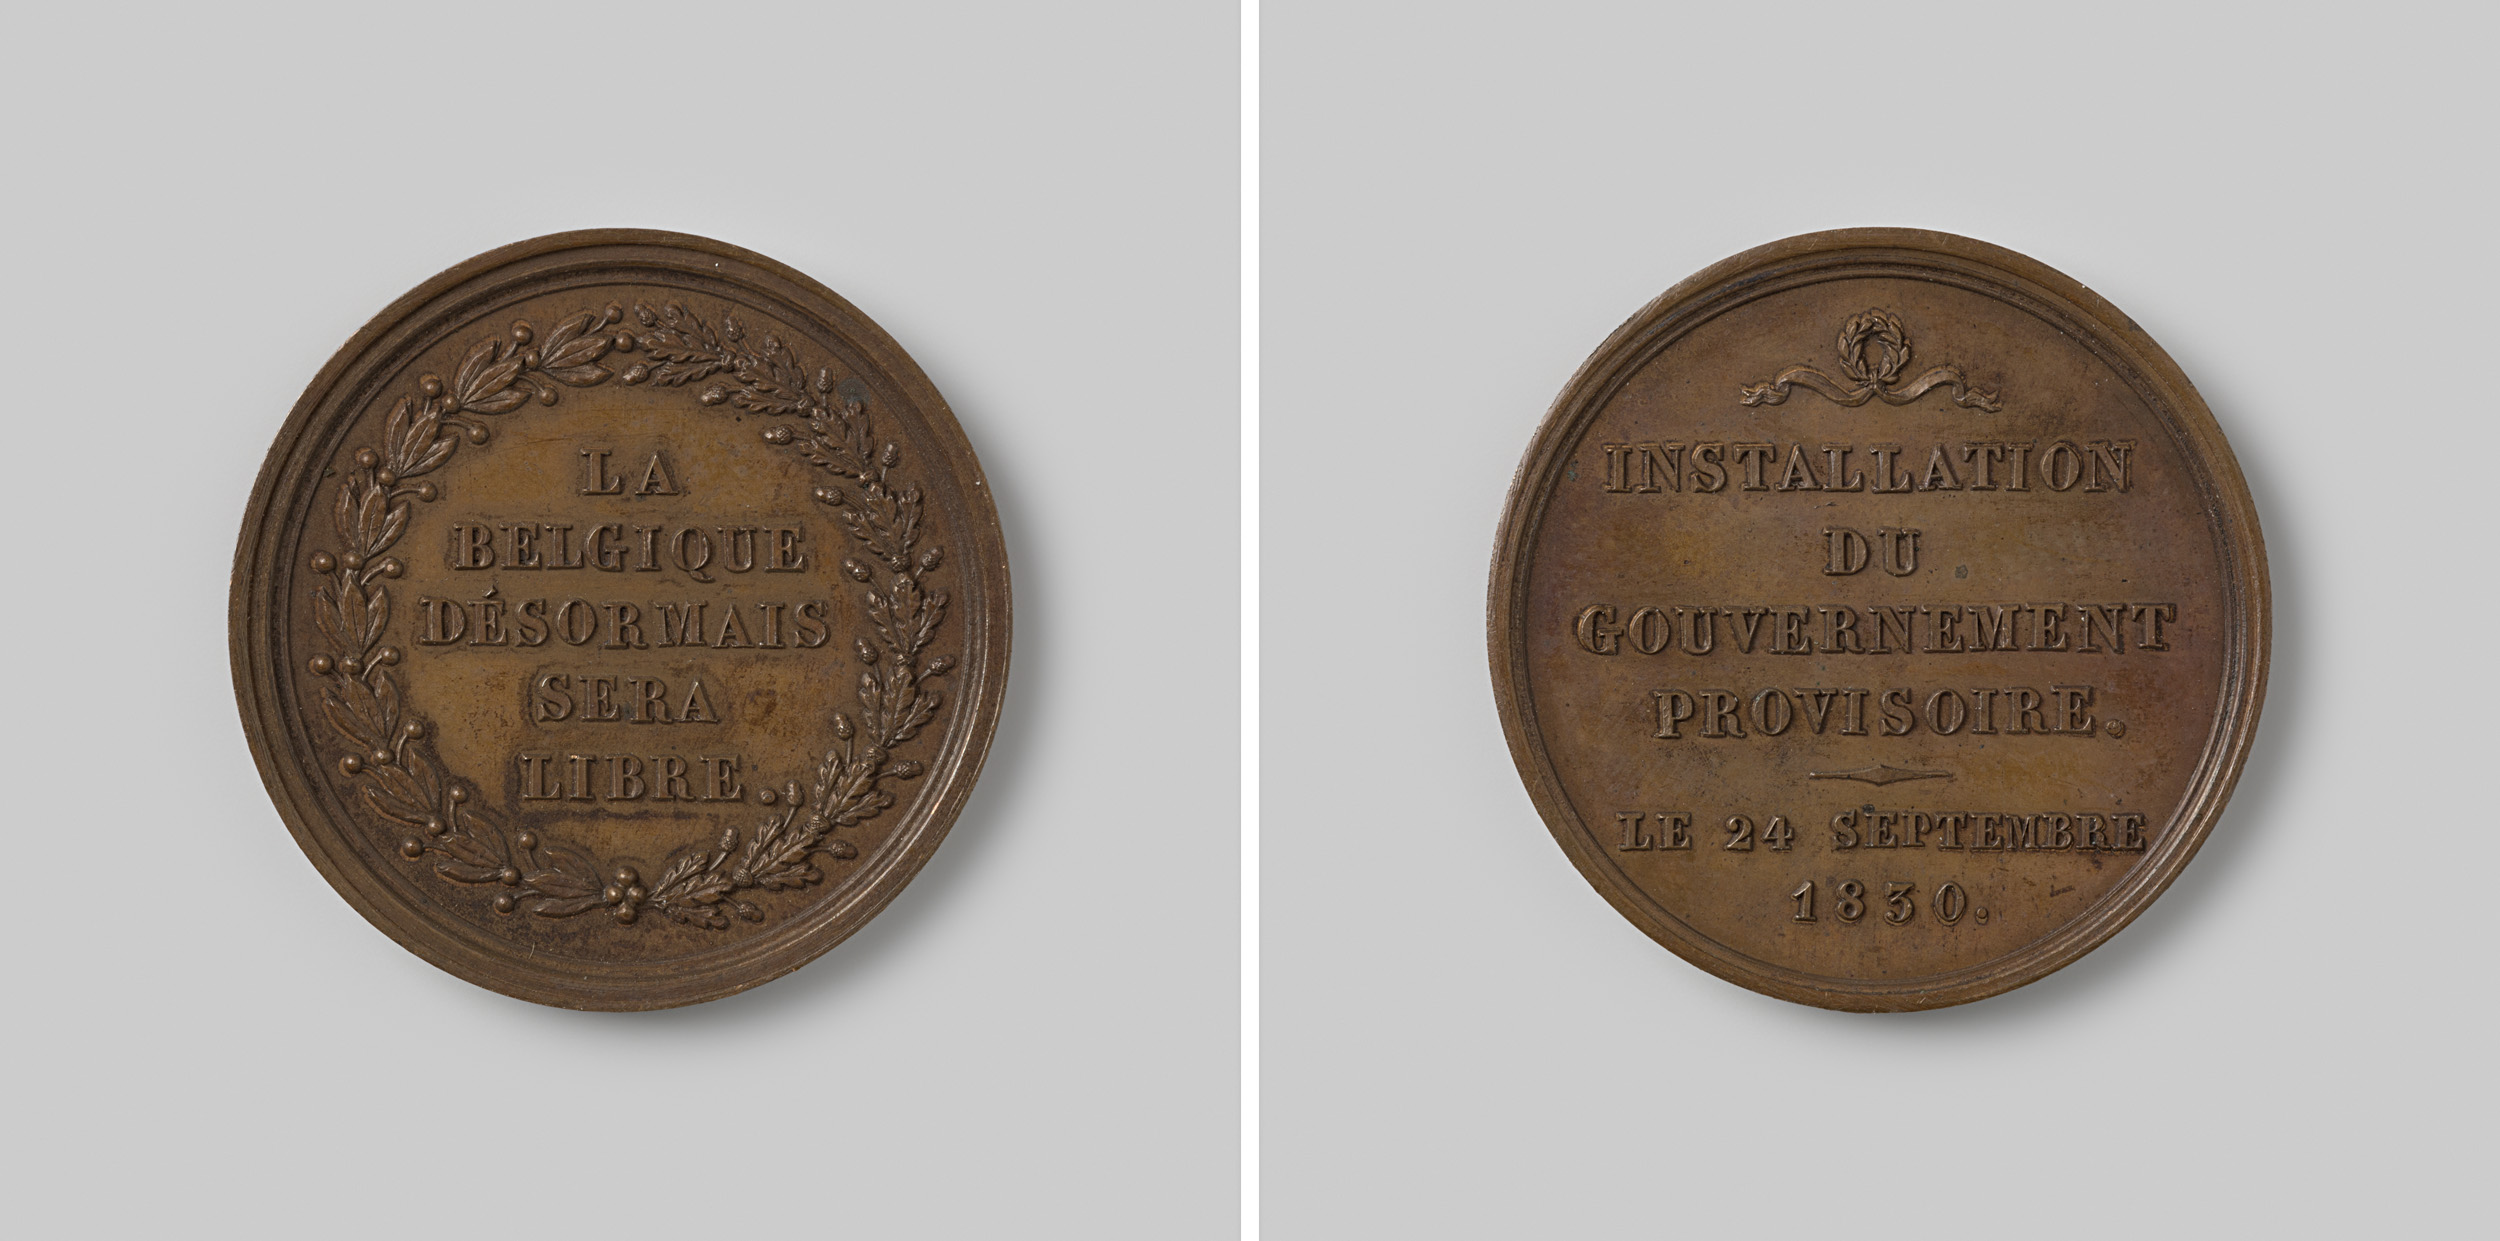 LA
BELGIQUE
DÉSORMAIS
SERA
LIBRE.
INSTALLATION
DU
GOUVERNEMENT
PROVISOIRE.
LE 24 SEPTEMBRE
1830.